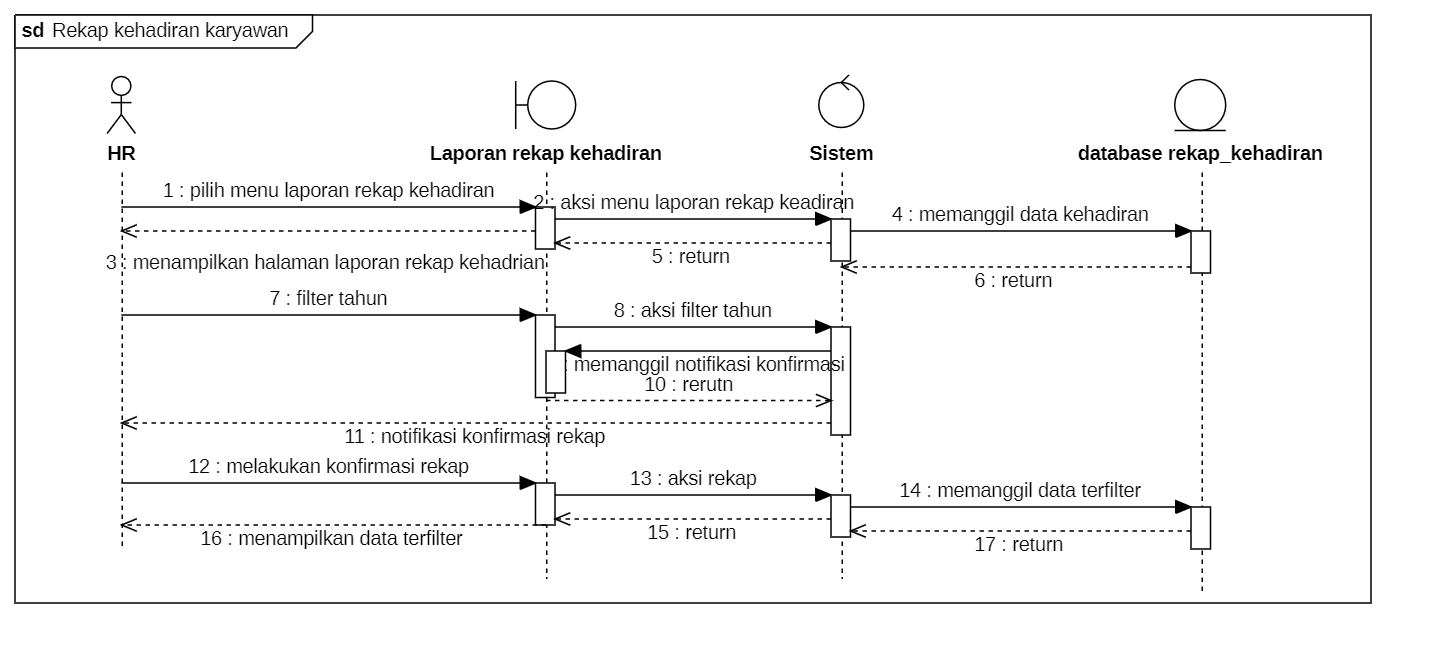 sd Rekap kehadiran karyawan
HR
Laporan rekap kehadiran
Sistem
database rekap_kehadiran
1 : pilih menu laporan rekap kehadiran
2 : aksi menu laporan rekap keadiran
4 : memanggil data kehadiran
3 : menampilkan halaman laporan rekap kehadrian
5 : return
6 : return
7 : filter tahun
8 : aksi filter tahun
: memanggil notifikasi konfirmasi
10 : rerutn
11 : notifikasi konfirmasi rekap
12 : melakukan konfirmasi rekap
13 : aksi rekap
14 : memanggil data terfilter
16 : menampilkan data terfilter
15 : return
17 : return